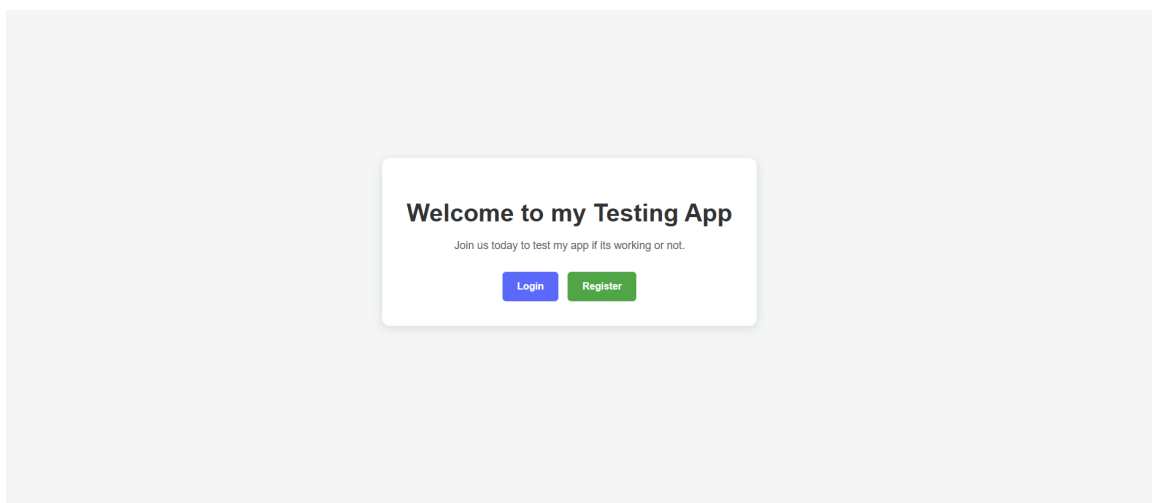 Welcome to my Testing App
Join us today to test my app if its working or not.
Login Register